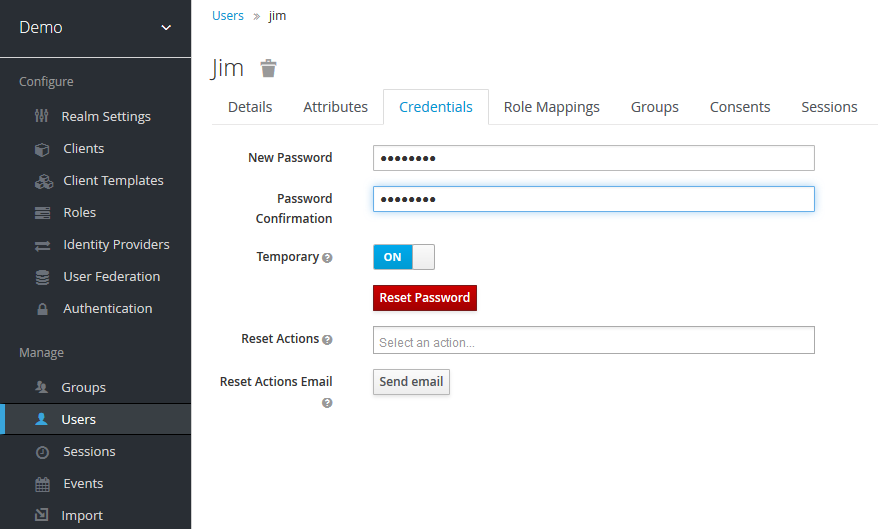 Demo
Configure
Realm Settings
Clients
Client Templates
Roles
Identity Providers
User Federation
Authentication
Manage
Groups
Users
Sessions
Events
Import
Users » jim
Jim
Details Attributes Credentials Role Mappings Groups Consents Sessions
New Password ●●●●●●●●
Password
Confirmation ●●●●●●●●
Temporary ON
Reset Password
Reset Actions Select an action...
Reset Actions Email Send email